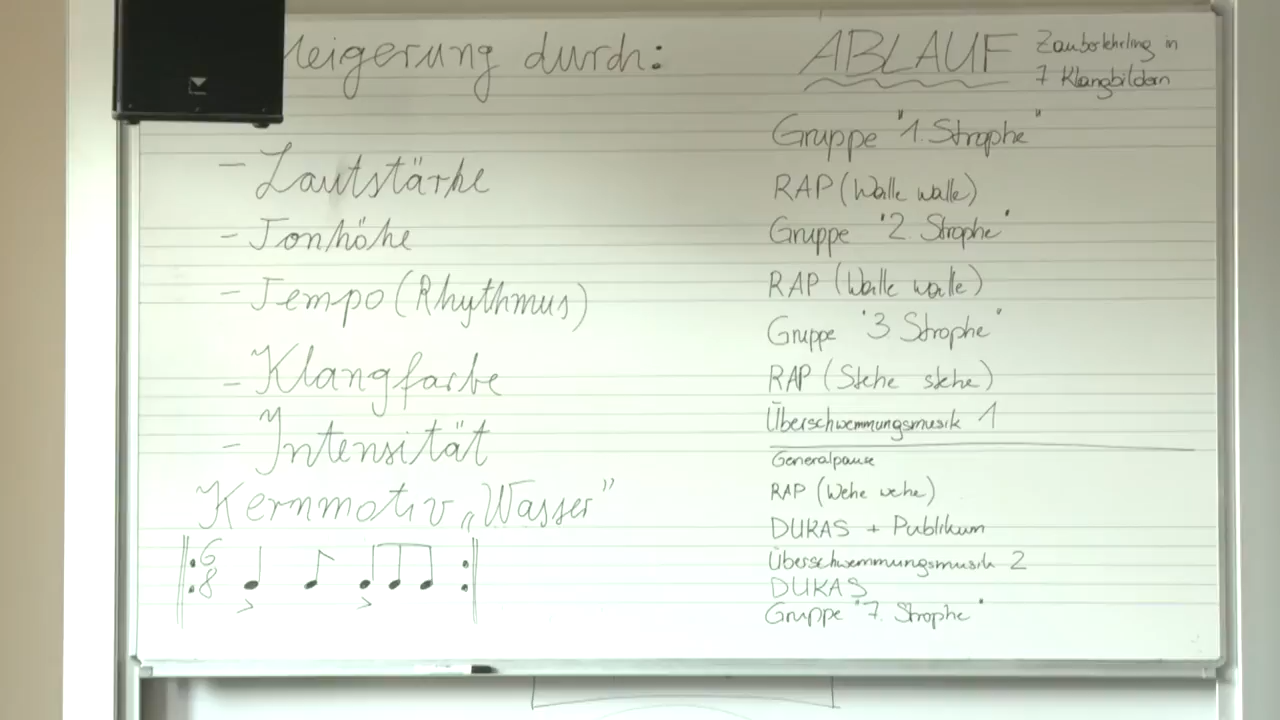 teigerung durch:
- Lautstärke
- Tonhöhe
- Tempo (Rhythmus)
- Klangfarbe
- Intensität
Kernmotiv „Wasser”
6
8
ABLAUF
Zauberlehrling in
7 Klangbildern
Gruppe "1. Strophe"
RAP (Walle walle)
Gruppe "2. Strophe"
RAP (Walle walle)
Gruppe "3 Strophe"
RAP (Stehe stehe)
Überschwemmungsmusik 1
Generalpause
RAP (Wehe wehe)
DUKAS + Publikum
Überschwemmungsmusik 2
DUKAS
Gruppe "7. Strophe"